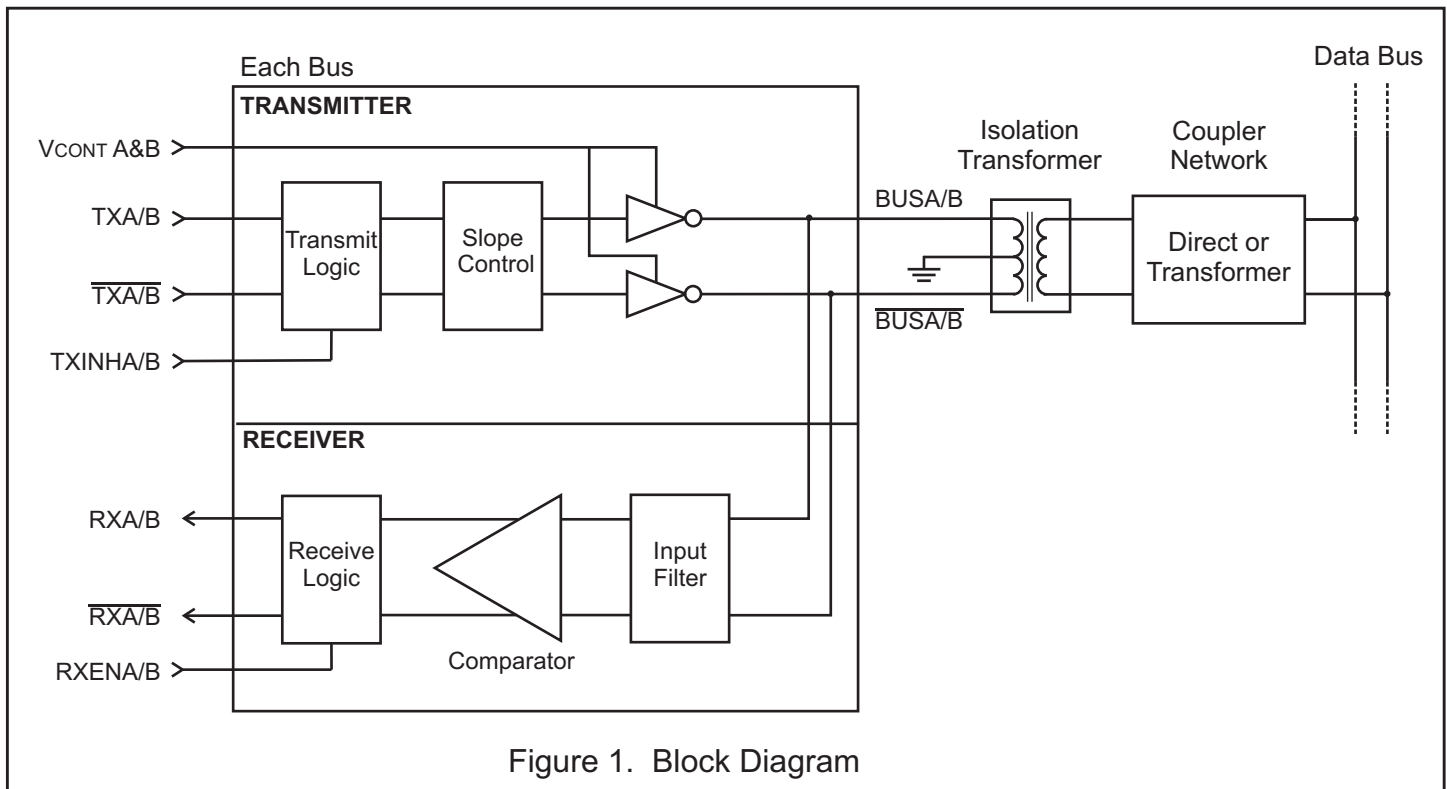 Each Bus
TRANSMITTER
VCONT A&B
TXA/B
TXA/B
TXINHA/B
Transmit
Logic
Slope
Control
BUSA/B
BUSA/B
Isolation
Transformer
Coupler
Network
Direct or
Transformer
Data Bus
RECEIVER
RXA/B
RXA/B
RXENA/B
Receive
Logic
Comparator
Input
Filter
Figure 1. Block Diagram